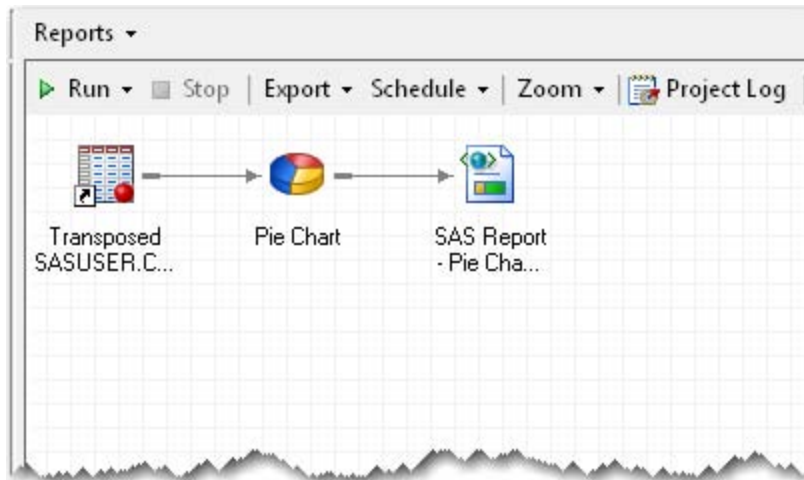 Reports
Run Stop Export Schedule Zoom Project Log
Transposed
SASUSER.C...
Pie Chart
SAS Report
- Pie Cha...